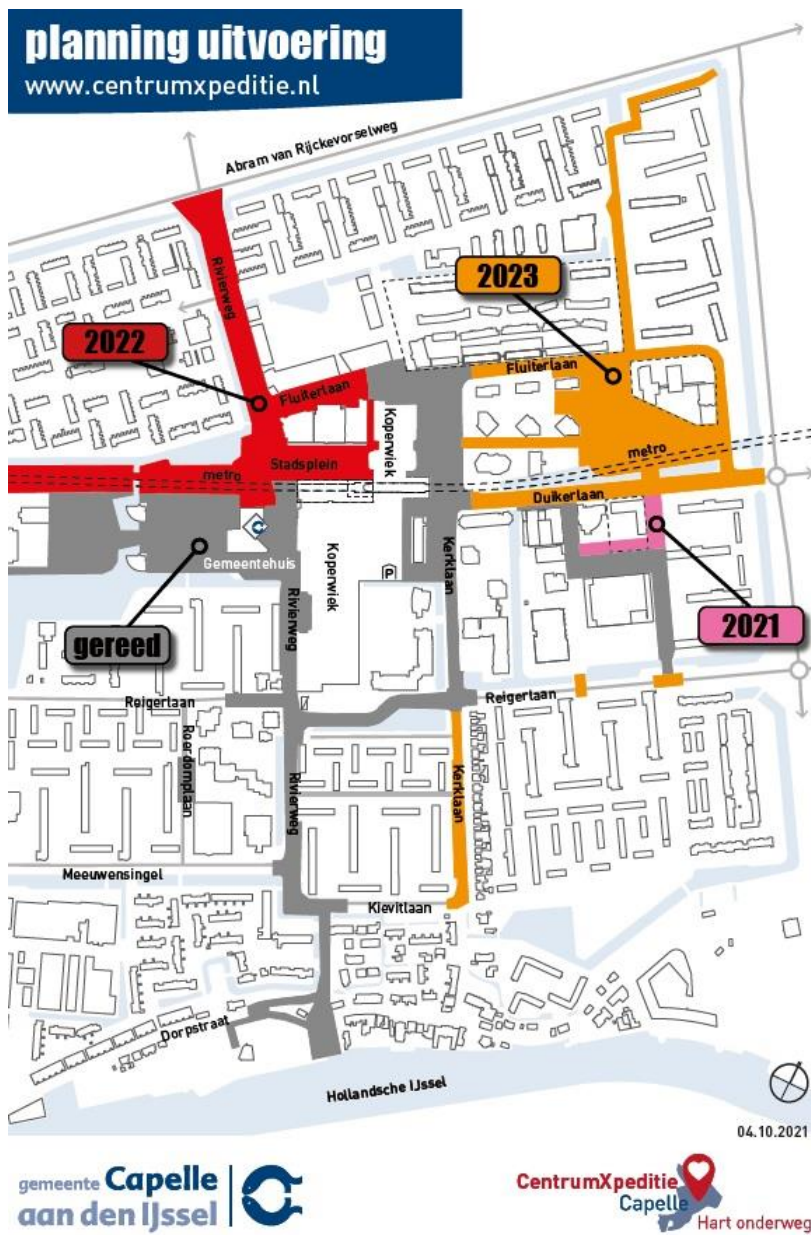 planning uitvoering
www.centrumxpeditie.nl
Abram van Rijckevorselweg
Rivierweg
2023
2022
Fluiterlaan
Fluiterlaan
Koperwiek
metro
Stadsplein
metro
Duikerlaan
Gemeentehuis
Koperwiek
Kerklaan
P
Rivierweg
gereed
2021
Reigerlaan
Reigerlaan
Roerdomplaan
Rivierweg
Kerklaan
Meeuwensingel
Kievitlaan
Dorpstraat
Hollandsche IJssel
04.10.2021
gemeente Capelle
aan den IJssel
CentrumXpeditie
Capelle
Hart onderweg